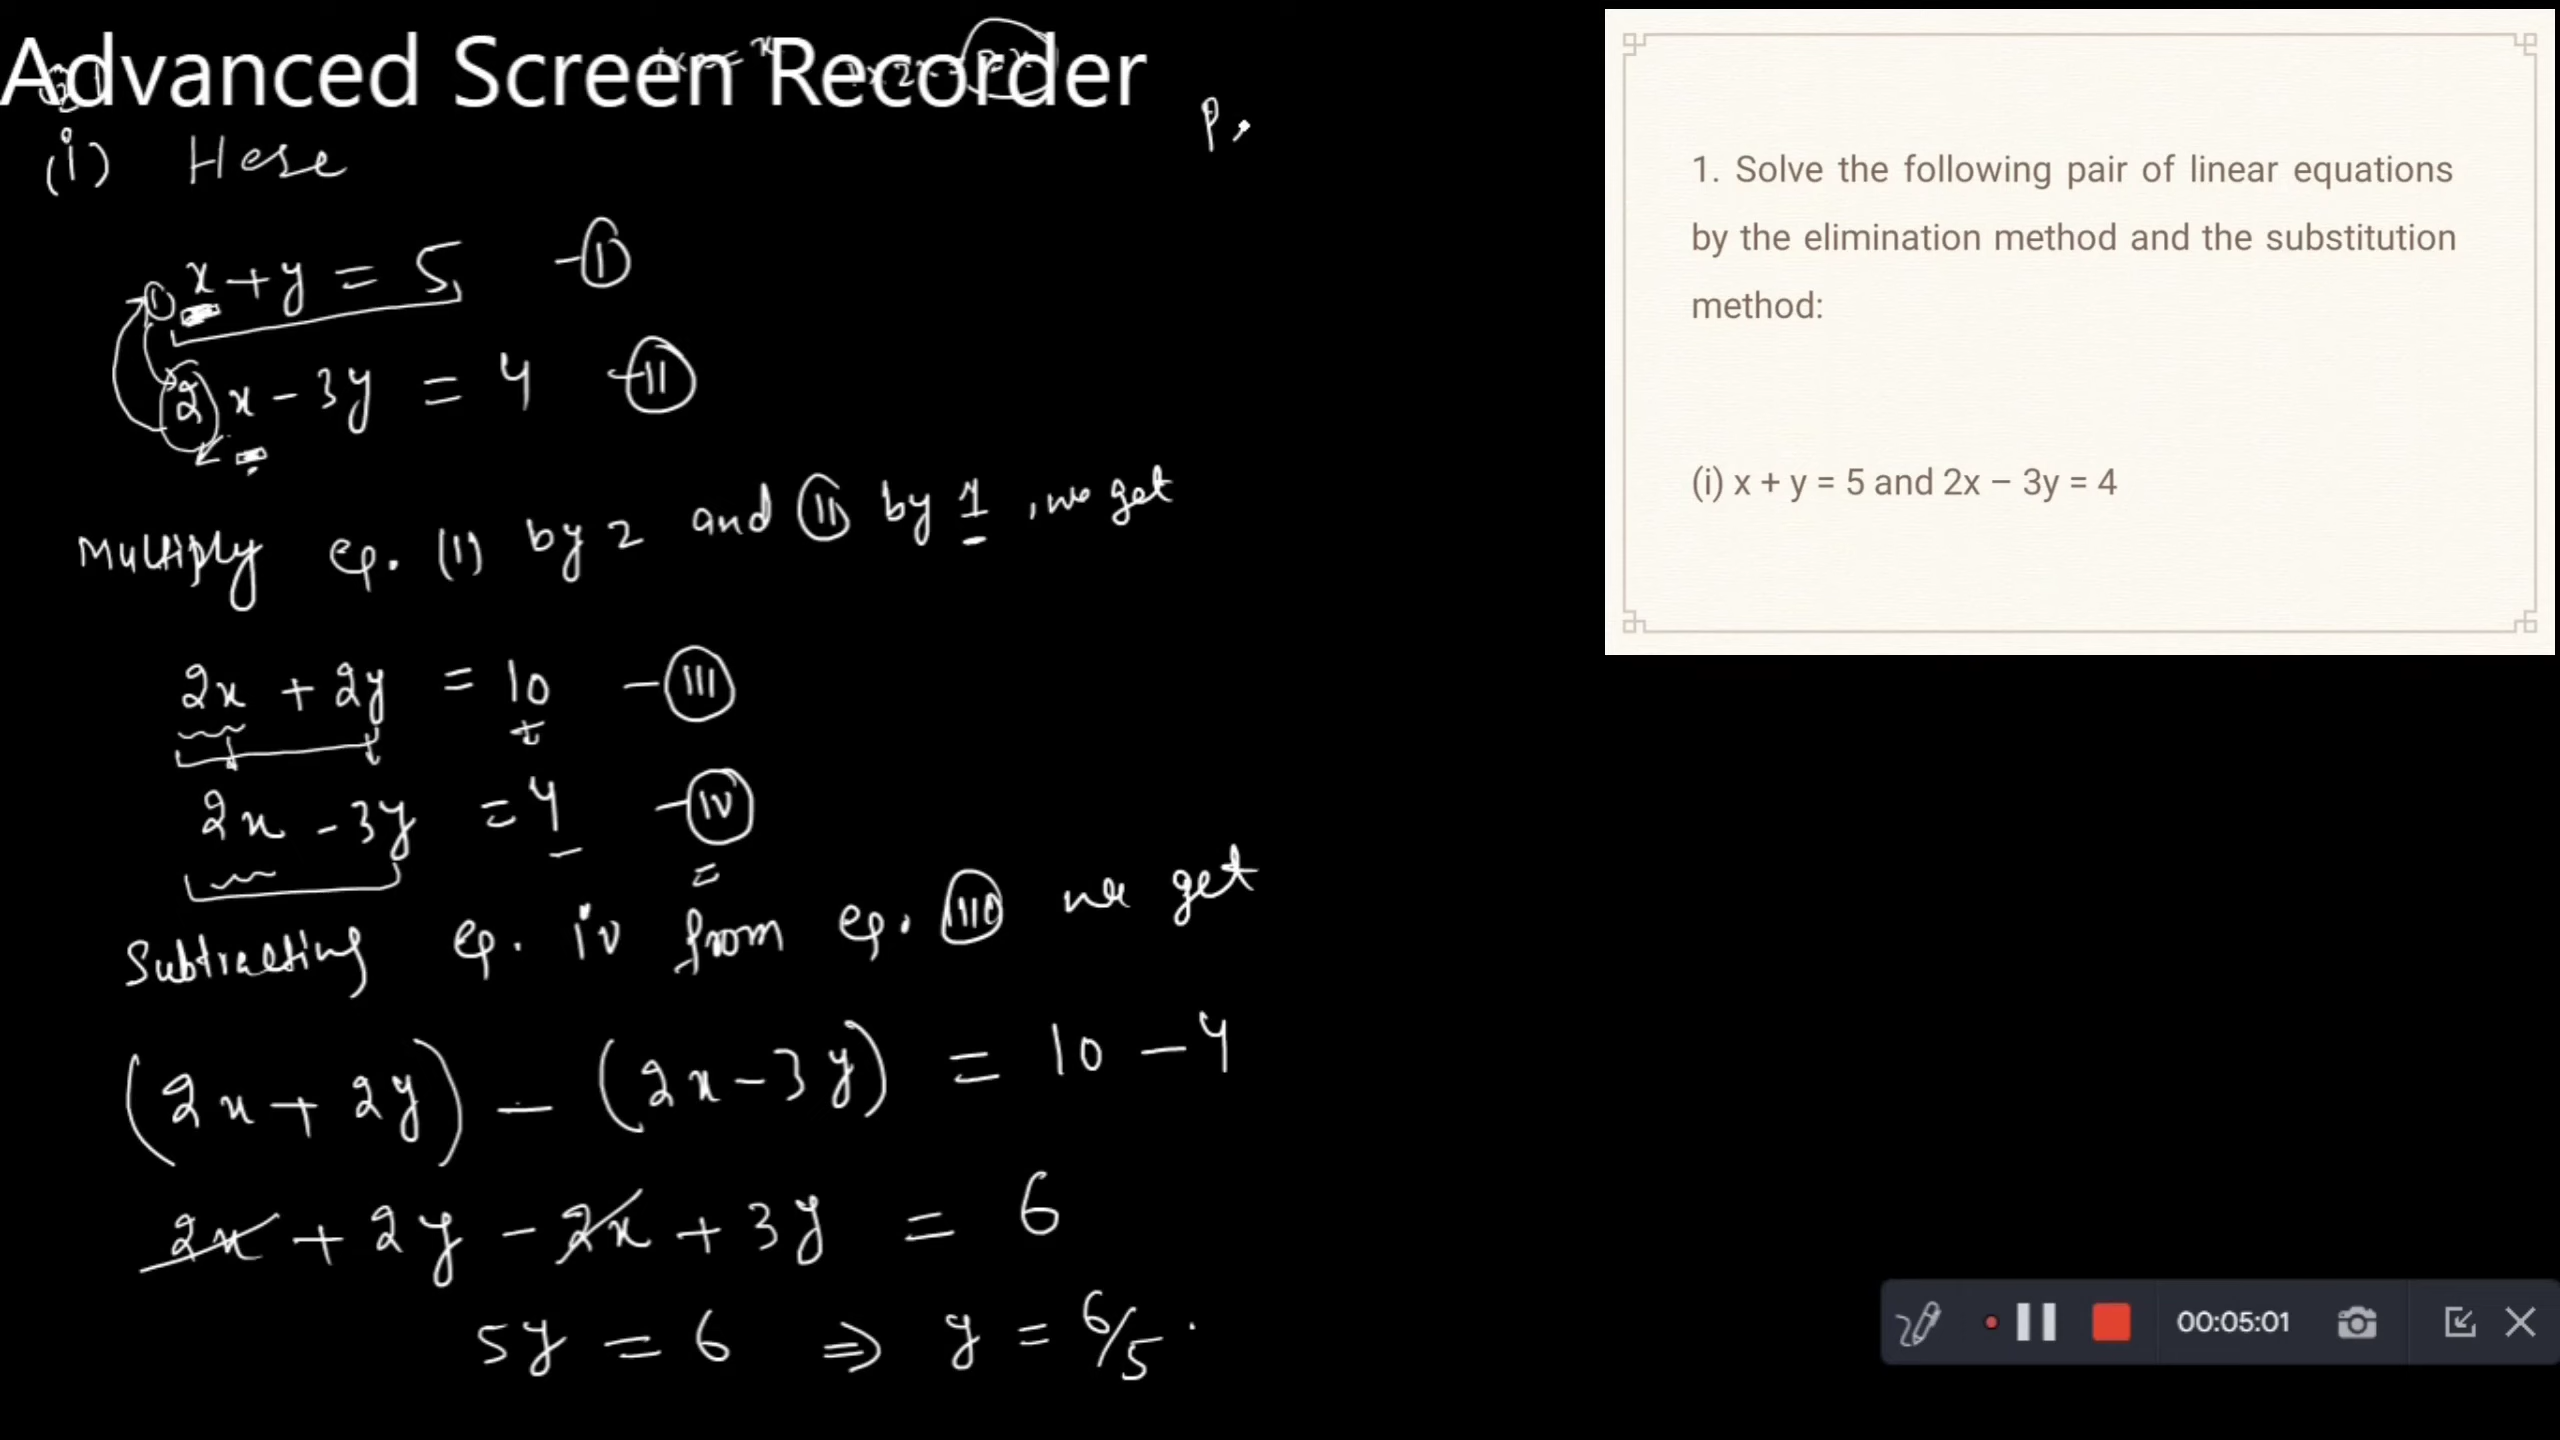 Advanced Screen Recorder
(i) Here
P
x + y = 5 - (I)
2x - 3y = 4 - (II)
Multiply eq. (I) by 2 and (II) by 1, we get
2x + 2y = 10 - (III)
2x - 3y = 4 - (IV)
Subtracting eq. iv from eq. (III) we get
(2x + 2y) - (2x - 3y) = 10 - 4
2x + 2y - 2x + 3y = 6
5y = 6 ⇒ y = 6/5.
1. Solve the following pair of linear equations
by the elimination method and the substitution
method:
(i) x + y = 5 and 2x – 3y = 4
00:05:01